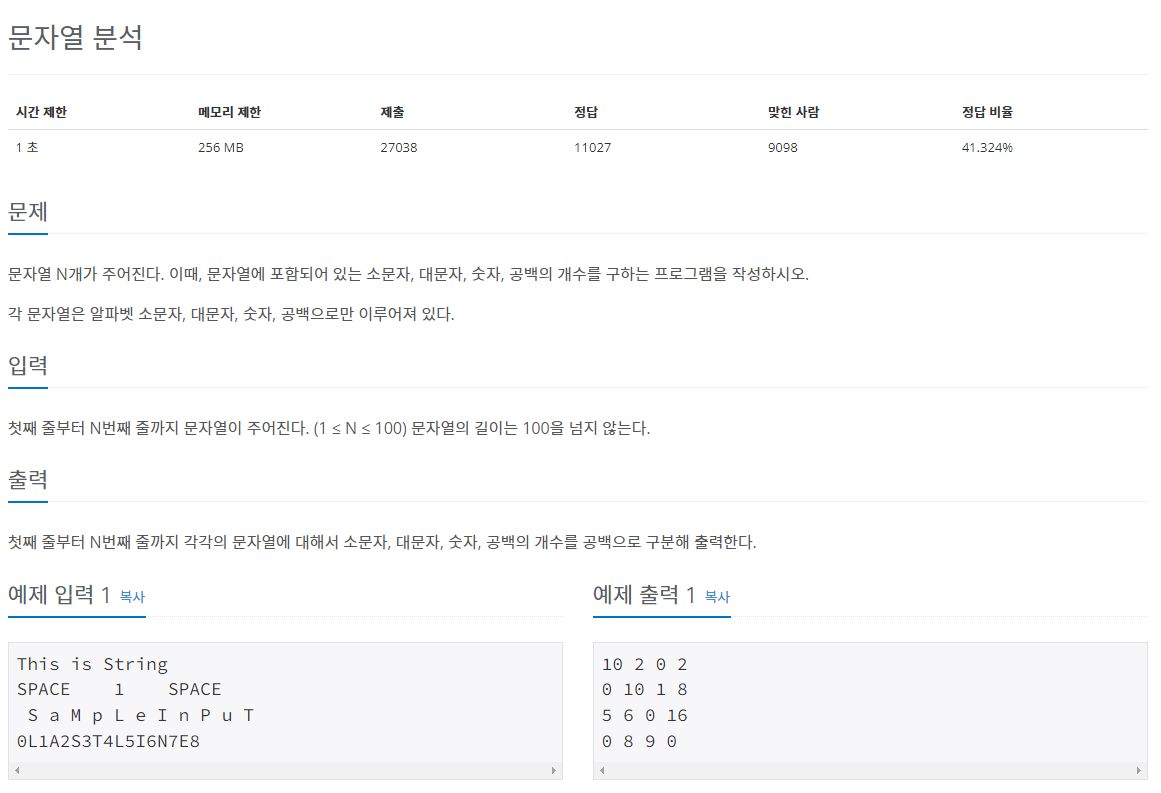 문자열 분석
시간 제한 메모리 제한 제출 정답 맞힌 사람 정답 비율
1 초 256 MB 27038 11027 9098 41.324%
문제
문자열 N개가 주어진다. 이때, 문자열에 포함되어 있는 소문자, 대문자, 숫자, 공백의 개수를 구하는 프로그램을 작성하시오.
각 문자열은 알파벳 소문자, 대문자, 숫자, 공백으로만 이루어져 있다.
입력
첫째 줄부터 N번째 줄까지 문자열이 주어진다. (1 ≤ N ≤ 100) 문자열의 길이는 100을 넘지 않는다.
출력
첫째 줄부터 N번째 줄까지 각각의 문자열에 대해서 소문자, 대문자, 숫자, 공백의 개수를 공백으로 구분해 출력한다.
예제 입력 1 복사
This is String
SPACE    1    SPACE
 S a M p L e I n P u T
0L1A2S3T4L5I6N7E8
예제 출력 1 복사
10 2 0 2
0 10 1 8
5 6 0 16
0 8 9 0